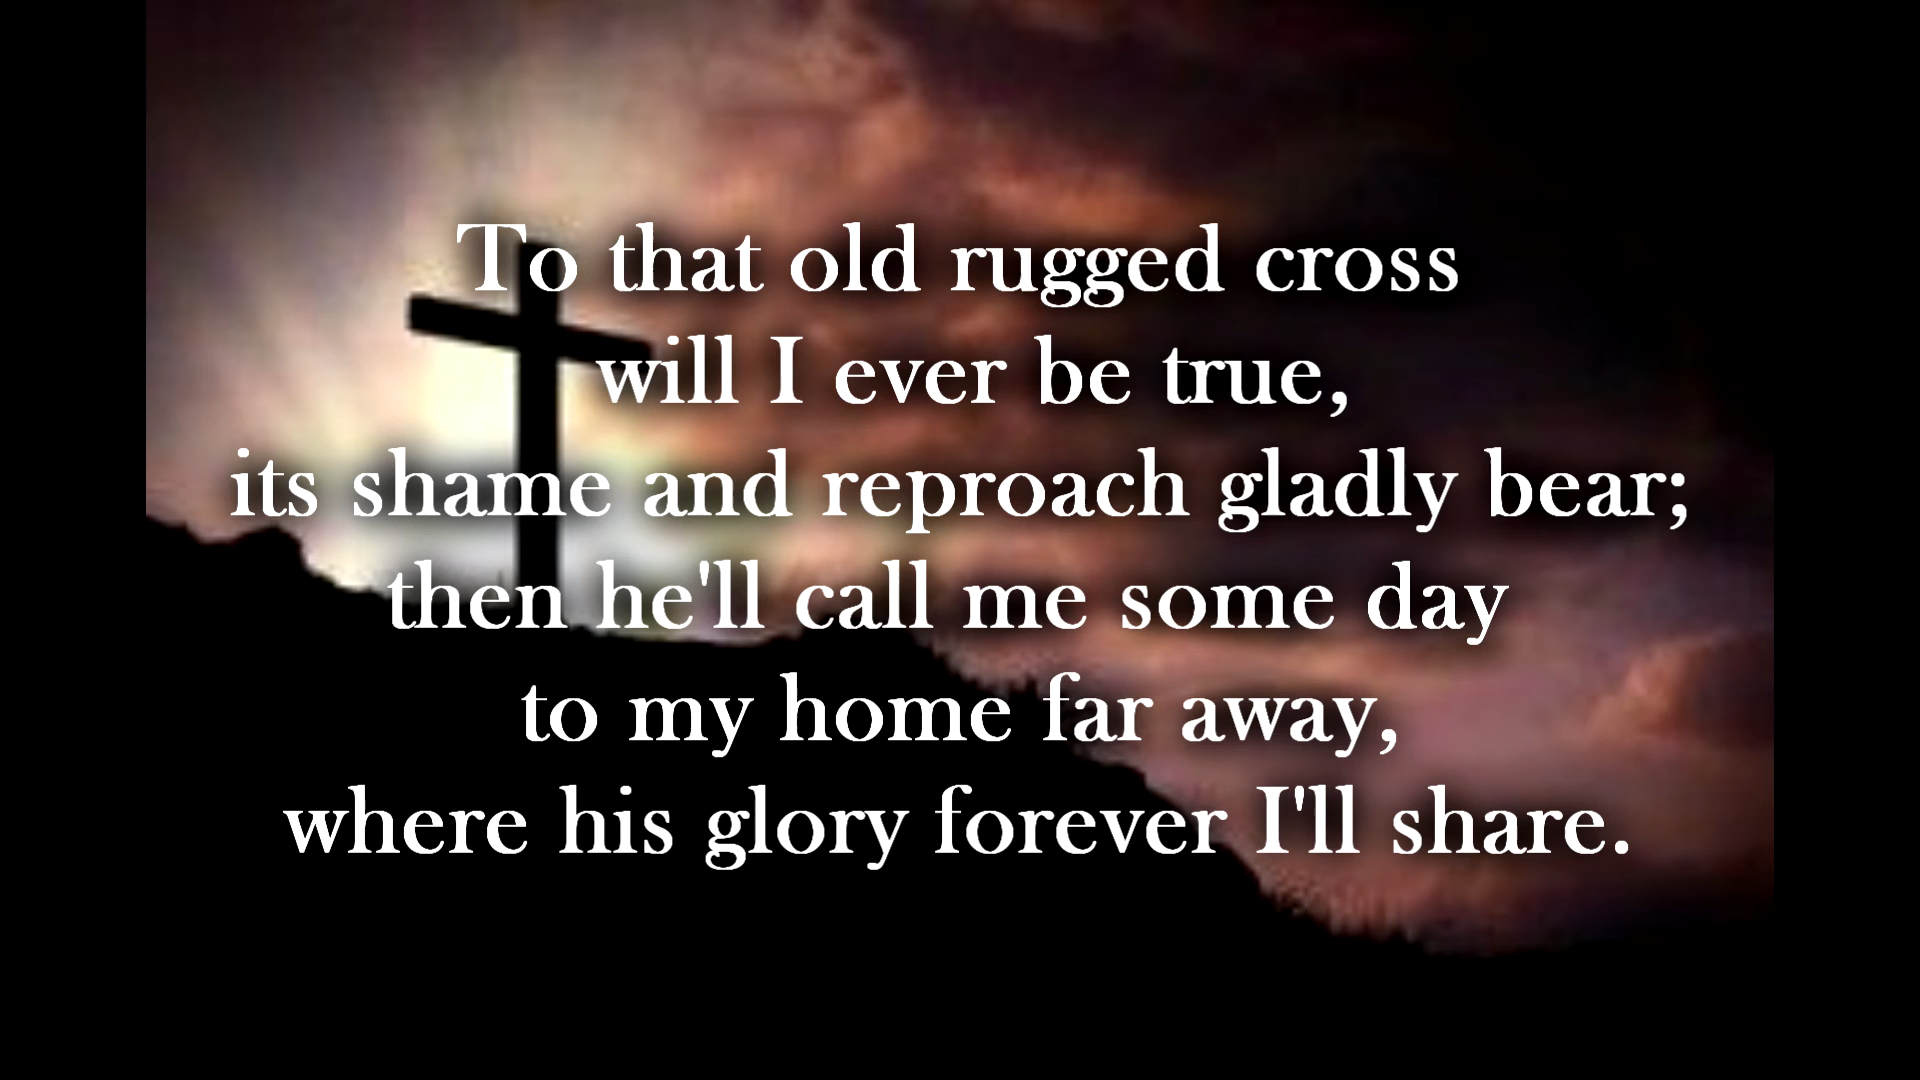 To that old rugged cross
will I ever be true,
its shame and reproach gladly bear;
then he'll call me some day
to my home far away,
where his glory forever I'll share.